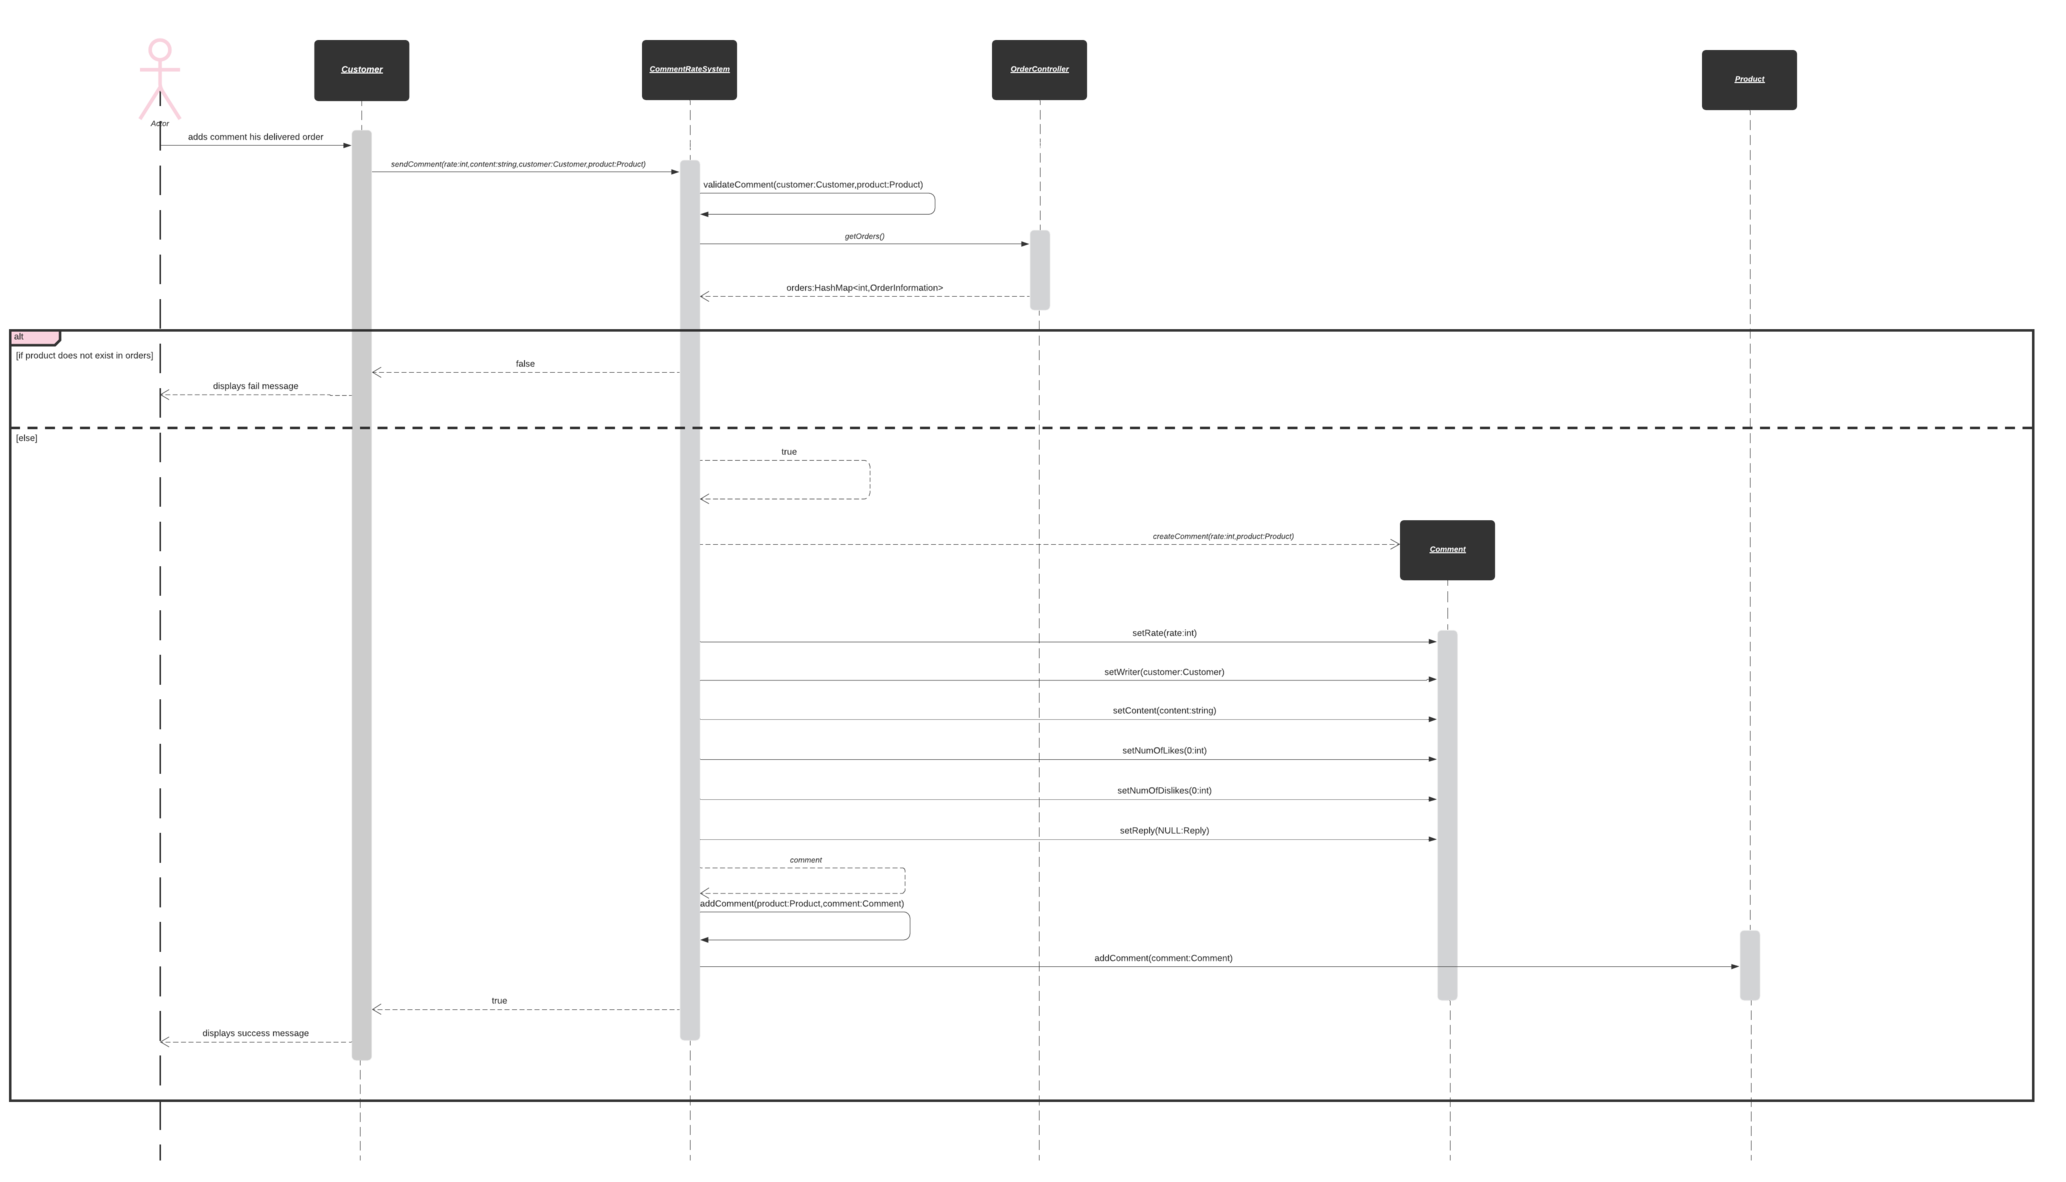 Customer
CommentRateSystem
OrderController
Product
Actor
adds comment his delivered order
sendComment(rate:int,content:string,customer:Customer,product:Product)
validateComment(customer:Customer,product:Product)
getOrders()
orders:HashMap<int,OrderInformation>
alt
[if product does not exist in orders]
false
displays fail message
[else]
true
createComment(rate:int,product:Product)
Comment
setRate(rate:int)
setWriter(customer:Customer)
setContent(content:string)
setNumOfLikes(0:int)
setNumOfDislikes(0:int)
setReply(NULL:Reply)
comment
addComment(product:Product,comment:Comment)
addComment(comment:Comment)
true
displays success message